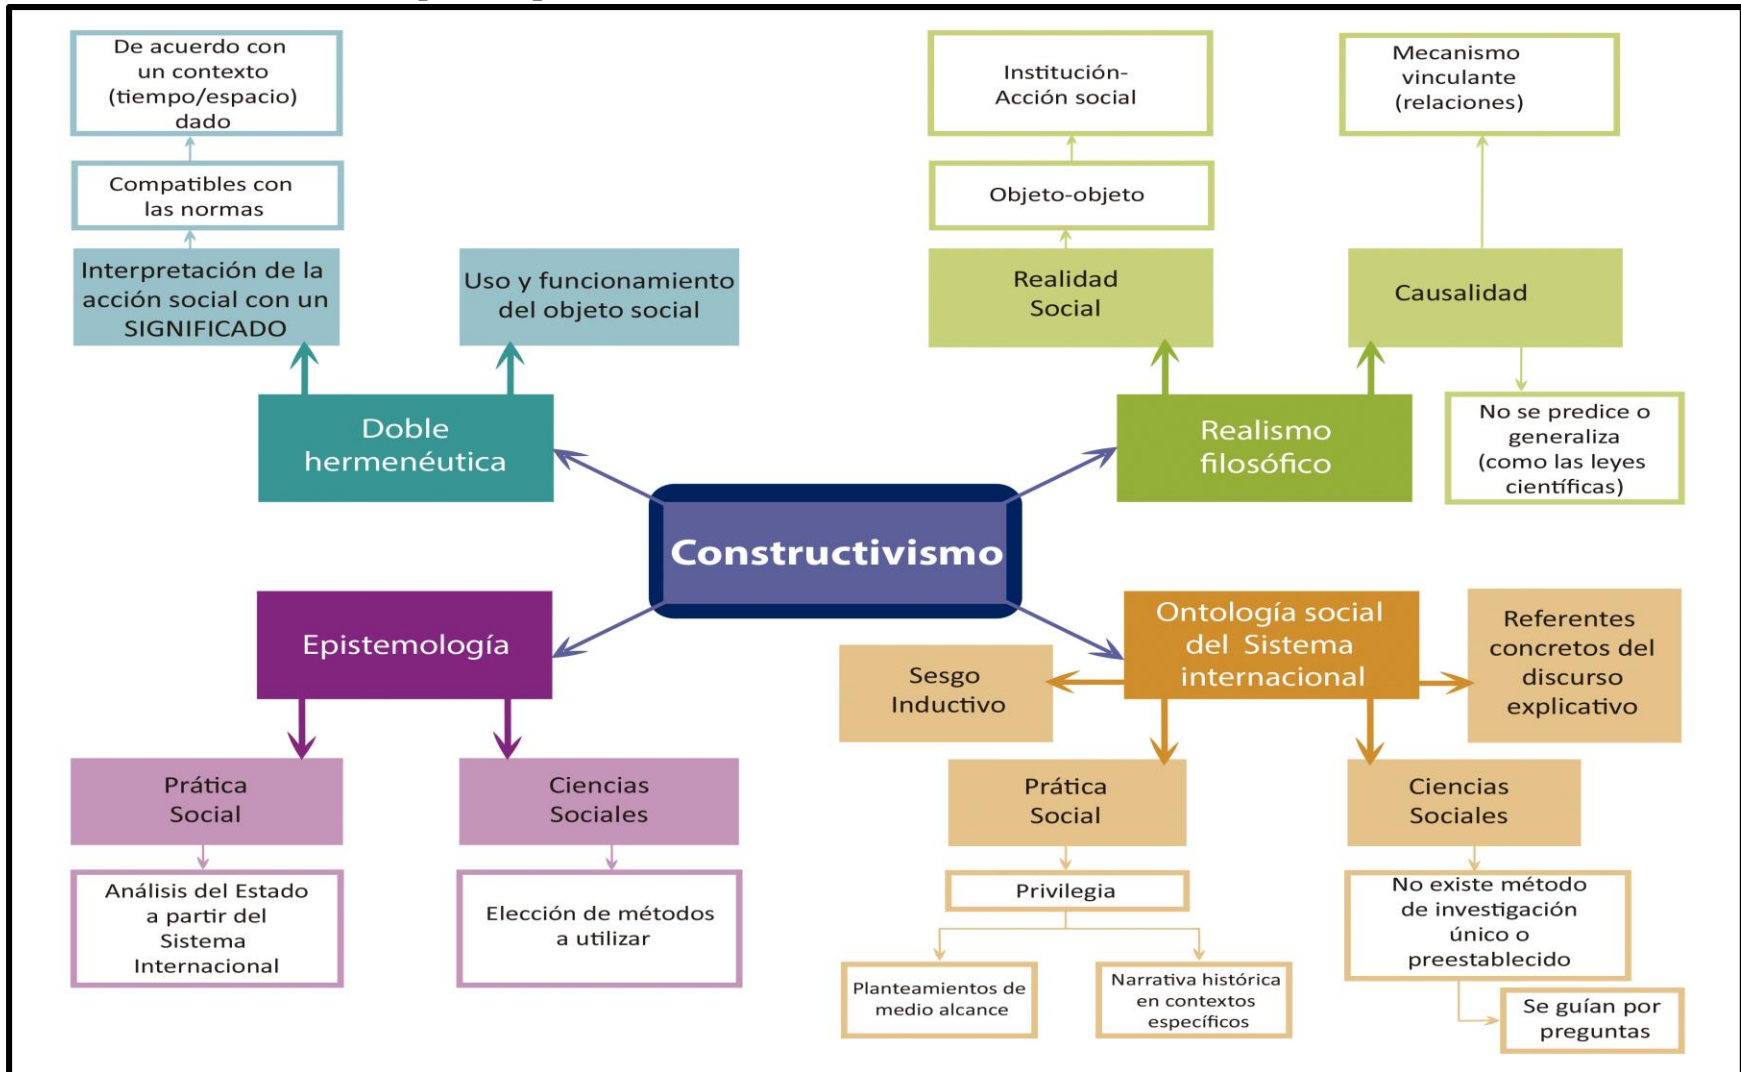 De acuerdo con
un contexto
(tiempo/espacio)
dado
Compatibles con
las normas
Interpretación de la
acción social con un
SIGNIFICADO
Uso y funcionamiento
del objeto social
Doble
hermenéutica
Institución-
Acción social
Objeto-objeto
Realidad
Social
Mecanismo
vinculante
(relaciones)
Causalidad
No se predice o
generaliza
(como las leyes
científicas)
Realismo
filosófico
Constructivismo
Epistemología
Prática
Social
Análisis del Estado
a partir del
Sistema
Internacional
Ciencias
Sociales
Elección de métodos
a utilizar
Ontología social
del Sistema
internacional
Sesgo
Inductivo
Referentes
concretos del
discurso
explicativo
Prática
Social
Privilegia
Planteamientos de
medio alcance
Narrativa histórica
en contextos
específicos
Ciencias
Sociales
No existe método
de investigación
único o
preestablecido
Se guían por
preguntas